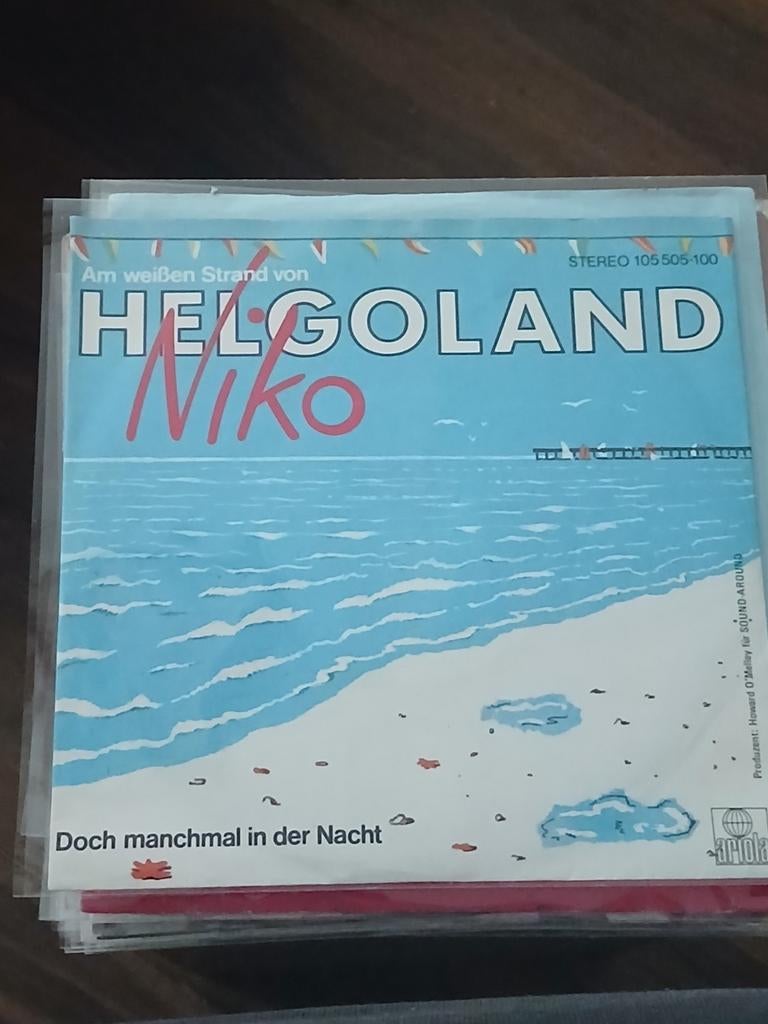 Am weißen Strand von
STEREO 105 505-100
HELGOLAND
Niko
Produzent: Howard O'Melley für SOUND-AROUND
Doch manchmal in der Nacht
ariola